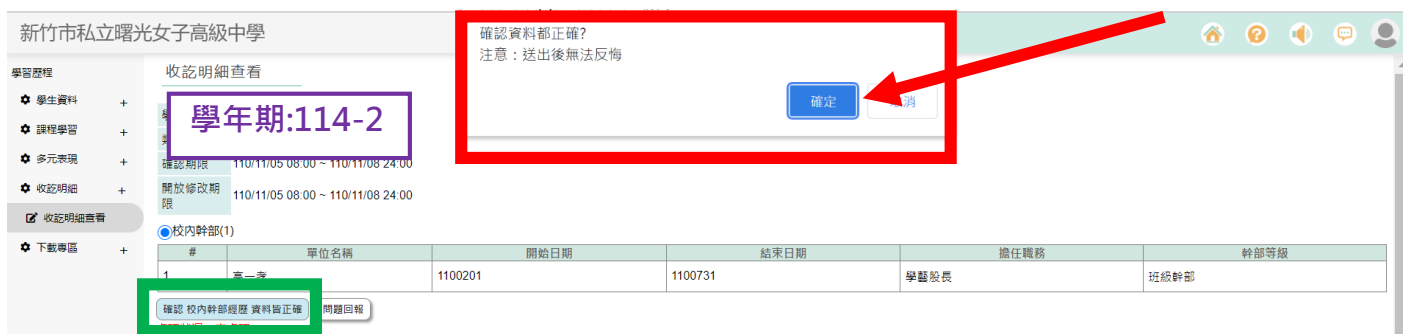 新竹市私立曙光女子高級中學
確認資料都正確?
注意：送出後無法反悔
確定
消
學習歷程
學生資料 +
課程學習 +
多元表現 +
收訖明細 +
收訖明細查看
下載專區 +
收訖明細查看
學年期:114-2
確認期限 110/11/05 08:00 ~ 110/11/08 24:00
開放修改期限 110/11/05 08:00 ~ 110/11/08 24:00
校內幹部(1)
# 單位名稱 開始日期 結束日期 擔任職務 幹部等級
1 高一孝 1100201 1100731 學藝股長 班級幹部
確認 校內幹部經歷 資料皆正確 問題回報